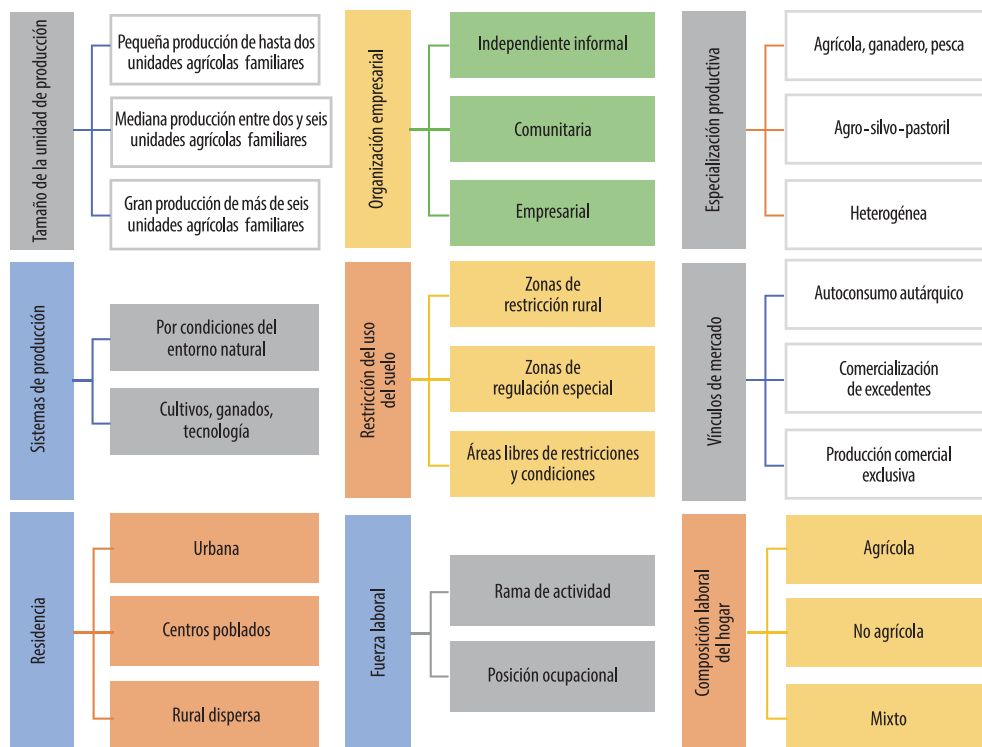 Tamaño de la unidad de producción
Pequeña producción de hasta dos
unidades agrícolas familiares
Mediana producción entre dos y seis
unidades agrícolas familiares
Gran producción de más de seis
unidades agrícolas familiares
Organización empresarial
Independiente informal
Comunitaria
Empresarial
Especialización productiva
Agrícola, ganadero, pesca
Agro-silvo-pastoril
Heterogénea
Sistemas de producción
Por condiciones del
entorno natural
Cultivos, ganados,
tecnología
Restricción del uso
del suelo
Zonas de
restricción rural
Zonas de
regulación especial
Áreas libres de restricciones
y condiciones
Vínculos de mercado
Autoconsumo autárquico
Comercialización
de excedentes
Producción comercial
exclusiva
Residencia
Urbana
Centros poblados
Rural dispersa
Fuerza laboral
Rama de actividad
Posición ocupacional
Composición laboral
del hogar
Agrícola
No agrícola
Mixto